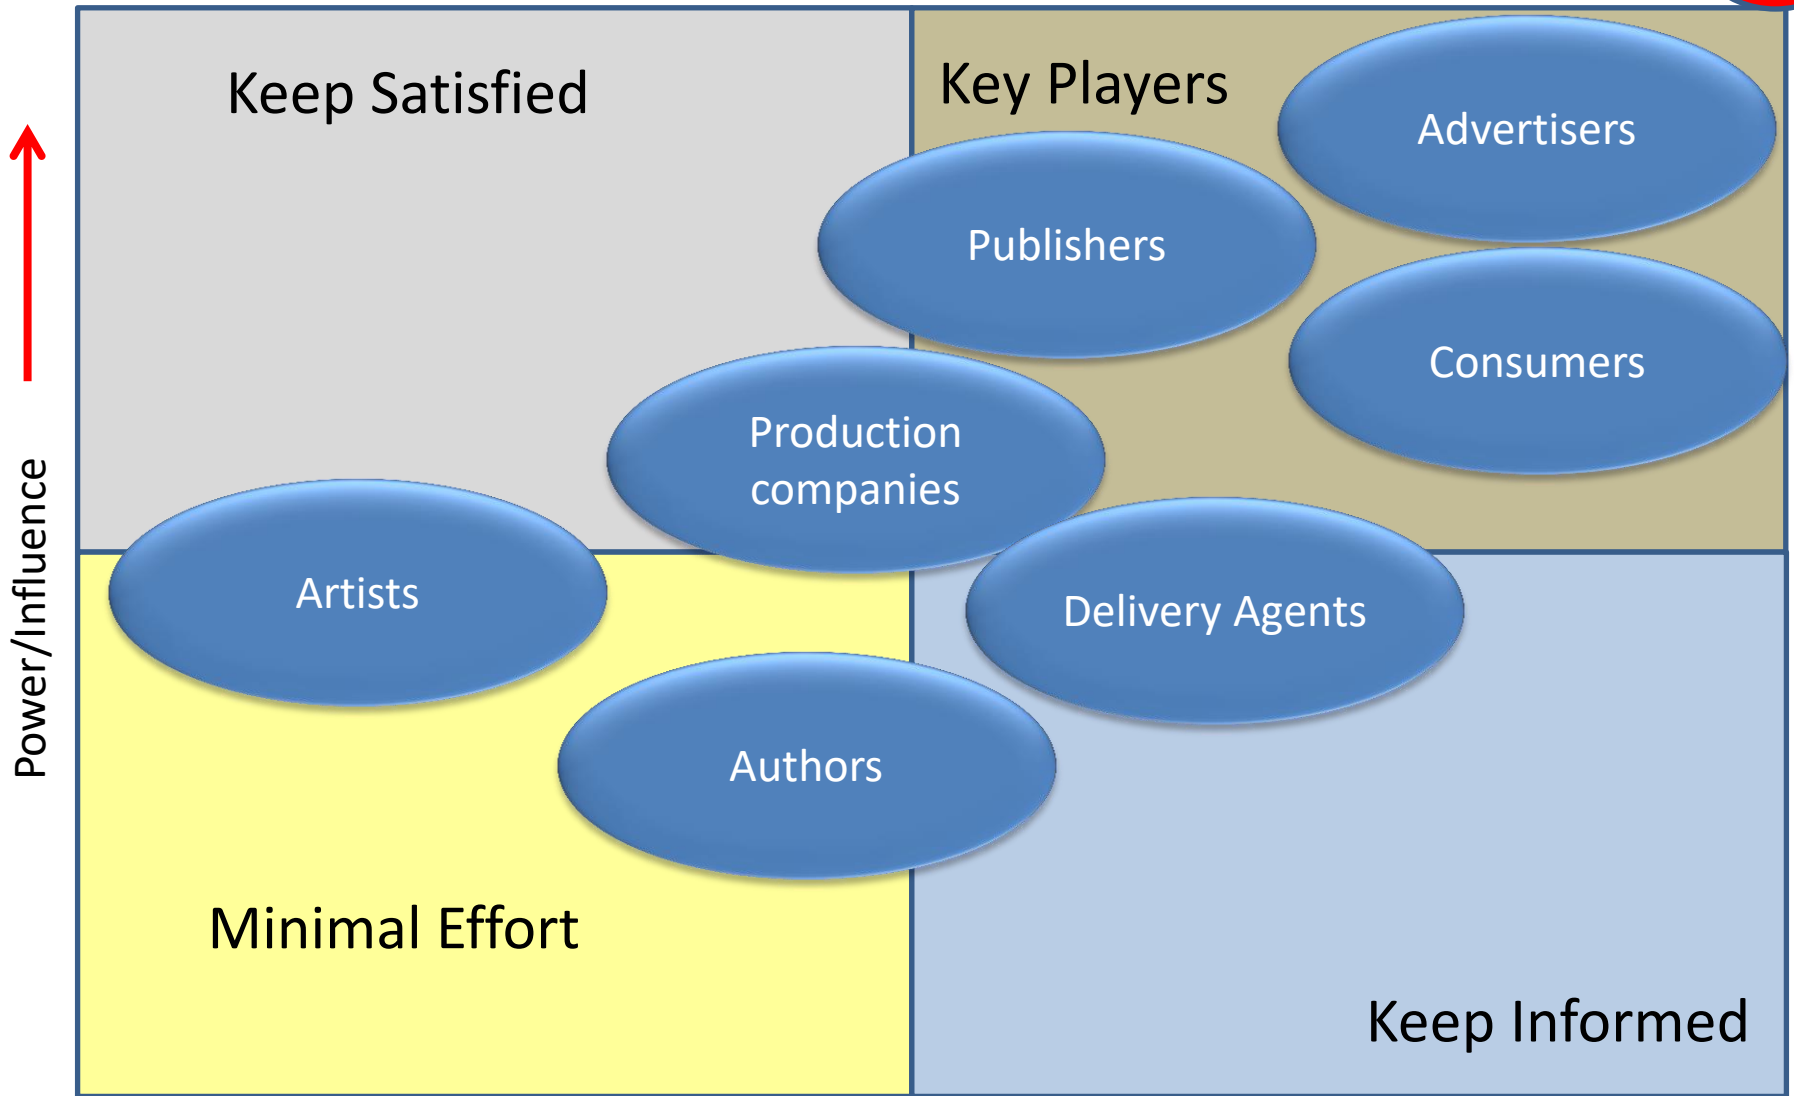 Keep Satisfied
Key Players
Advertisers
Publishers
Consumers
Production
companies
Power/Influence
Artists
Delivery Agents
Authors
Minimal Effort
Keep Informed